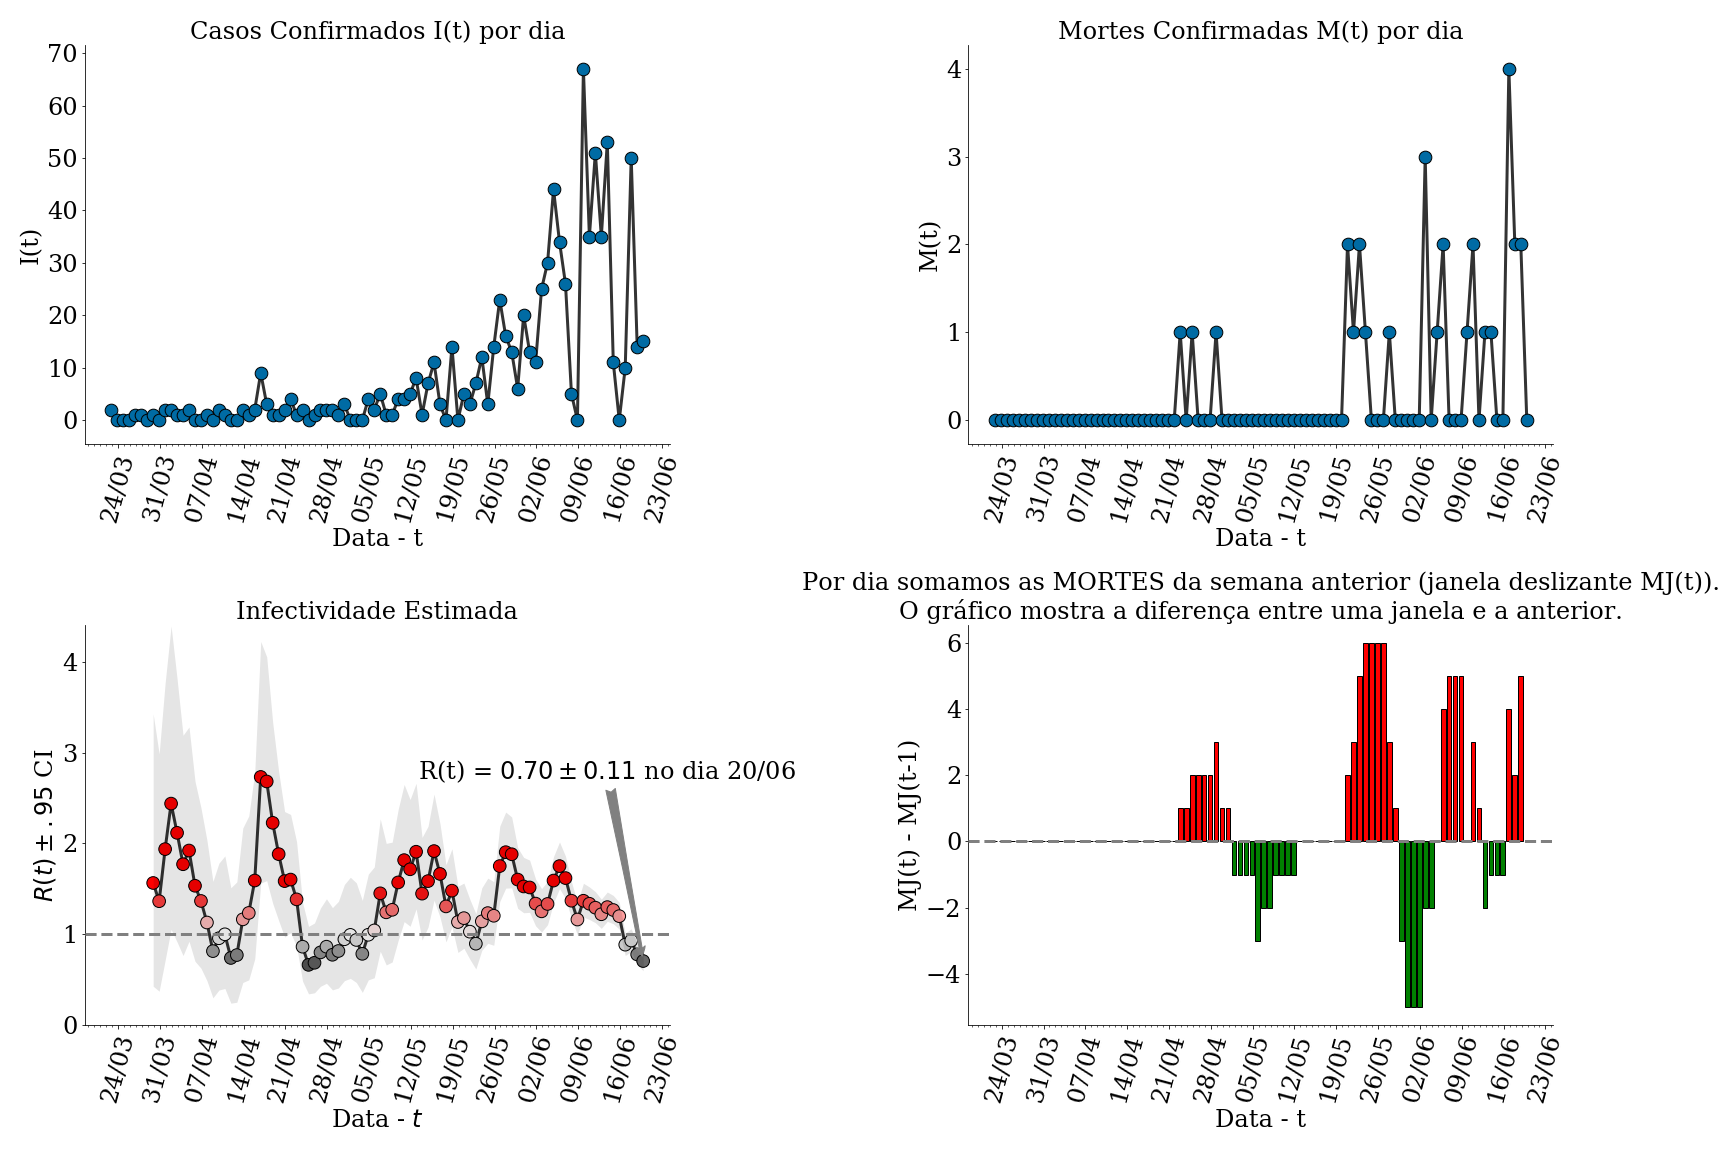 Casos Confirmados I(t) por dia
I(t)
70
60
50
40
30
20
10
0
24/03 31/03 07/04 14/04 21/04 28/04 05/05 12/05 19/05 26/05 02/06 09/06 16/06 23/06
Data - t
Mortes Confirmadas M(t) por dia
M(t)
4
3
2
1
0
24/03 31/03 07/04 14/04 21/04 28/04 05/05 12/05 19/05 26/05 02/06 09/06 16/06 23/06
Data - t
Infectividade Estimada
R(t) ± .95 CI
4
3
2
1
0
R(t) = 0.70 ± 0.11 no dia 20/06
24/03 31/03 07/04 14/04 21/04 28/04 05/05 12/05 19/05 26/05 02/06 09/06 16/06 23/06
Data - t
Por dia somamos as MORTES da semana anterior (janela deslizante MJ(t)).
O gráfico mostra a diferença entre uma janela e a anterior.
MJ(t) - MJ(t-1)
6
4
2
0
−2
−4
24/03 31/03 07/04 14/04 21/04 28/04 05/05 12/05 19/05 26/05 02/06 09/06 16/06 23/06
Data - t